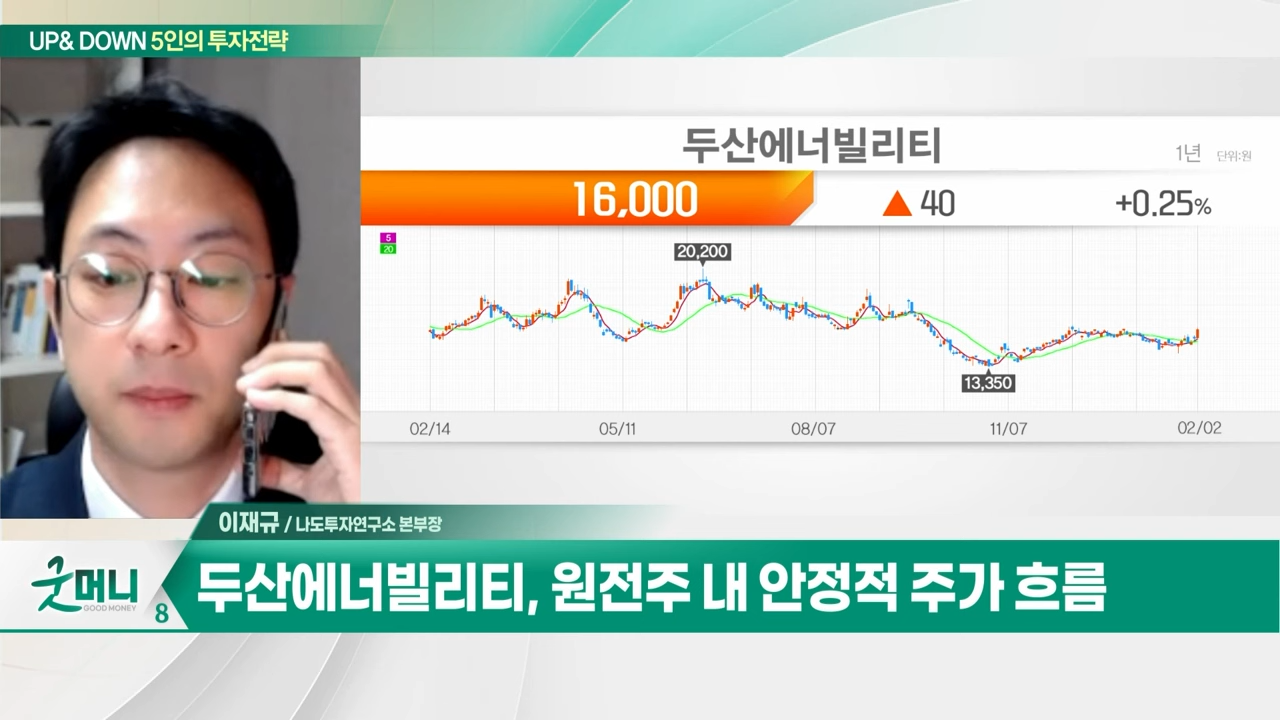 UP& DOWN 5인의 투자전략
두산에너빌리티
1년 단위:원
16,000 ▲ 40 +0.25%
5
20
20,200
13,350
02/14 05/11 08/07 11/07 02/02
이재규 / 나도투자연구소 본부장
굿머니
GOOD MONEY
8
두산에너빌리티, 원전주 내 안정적 주가 흐름